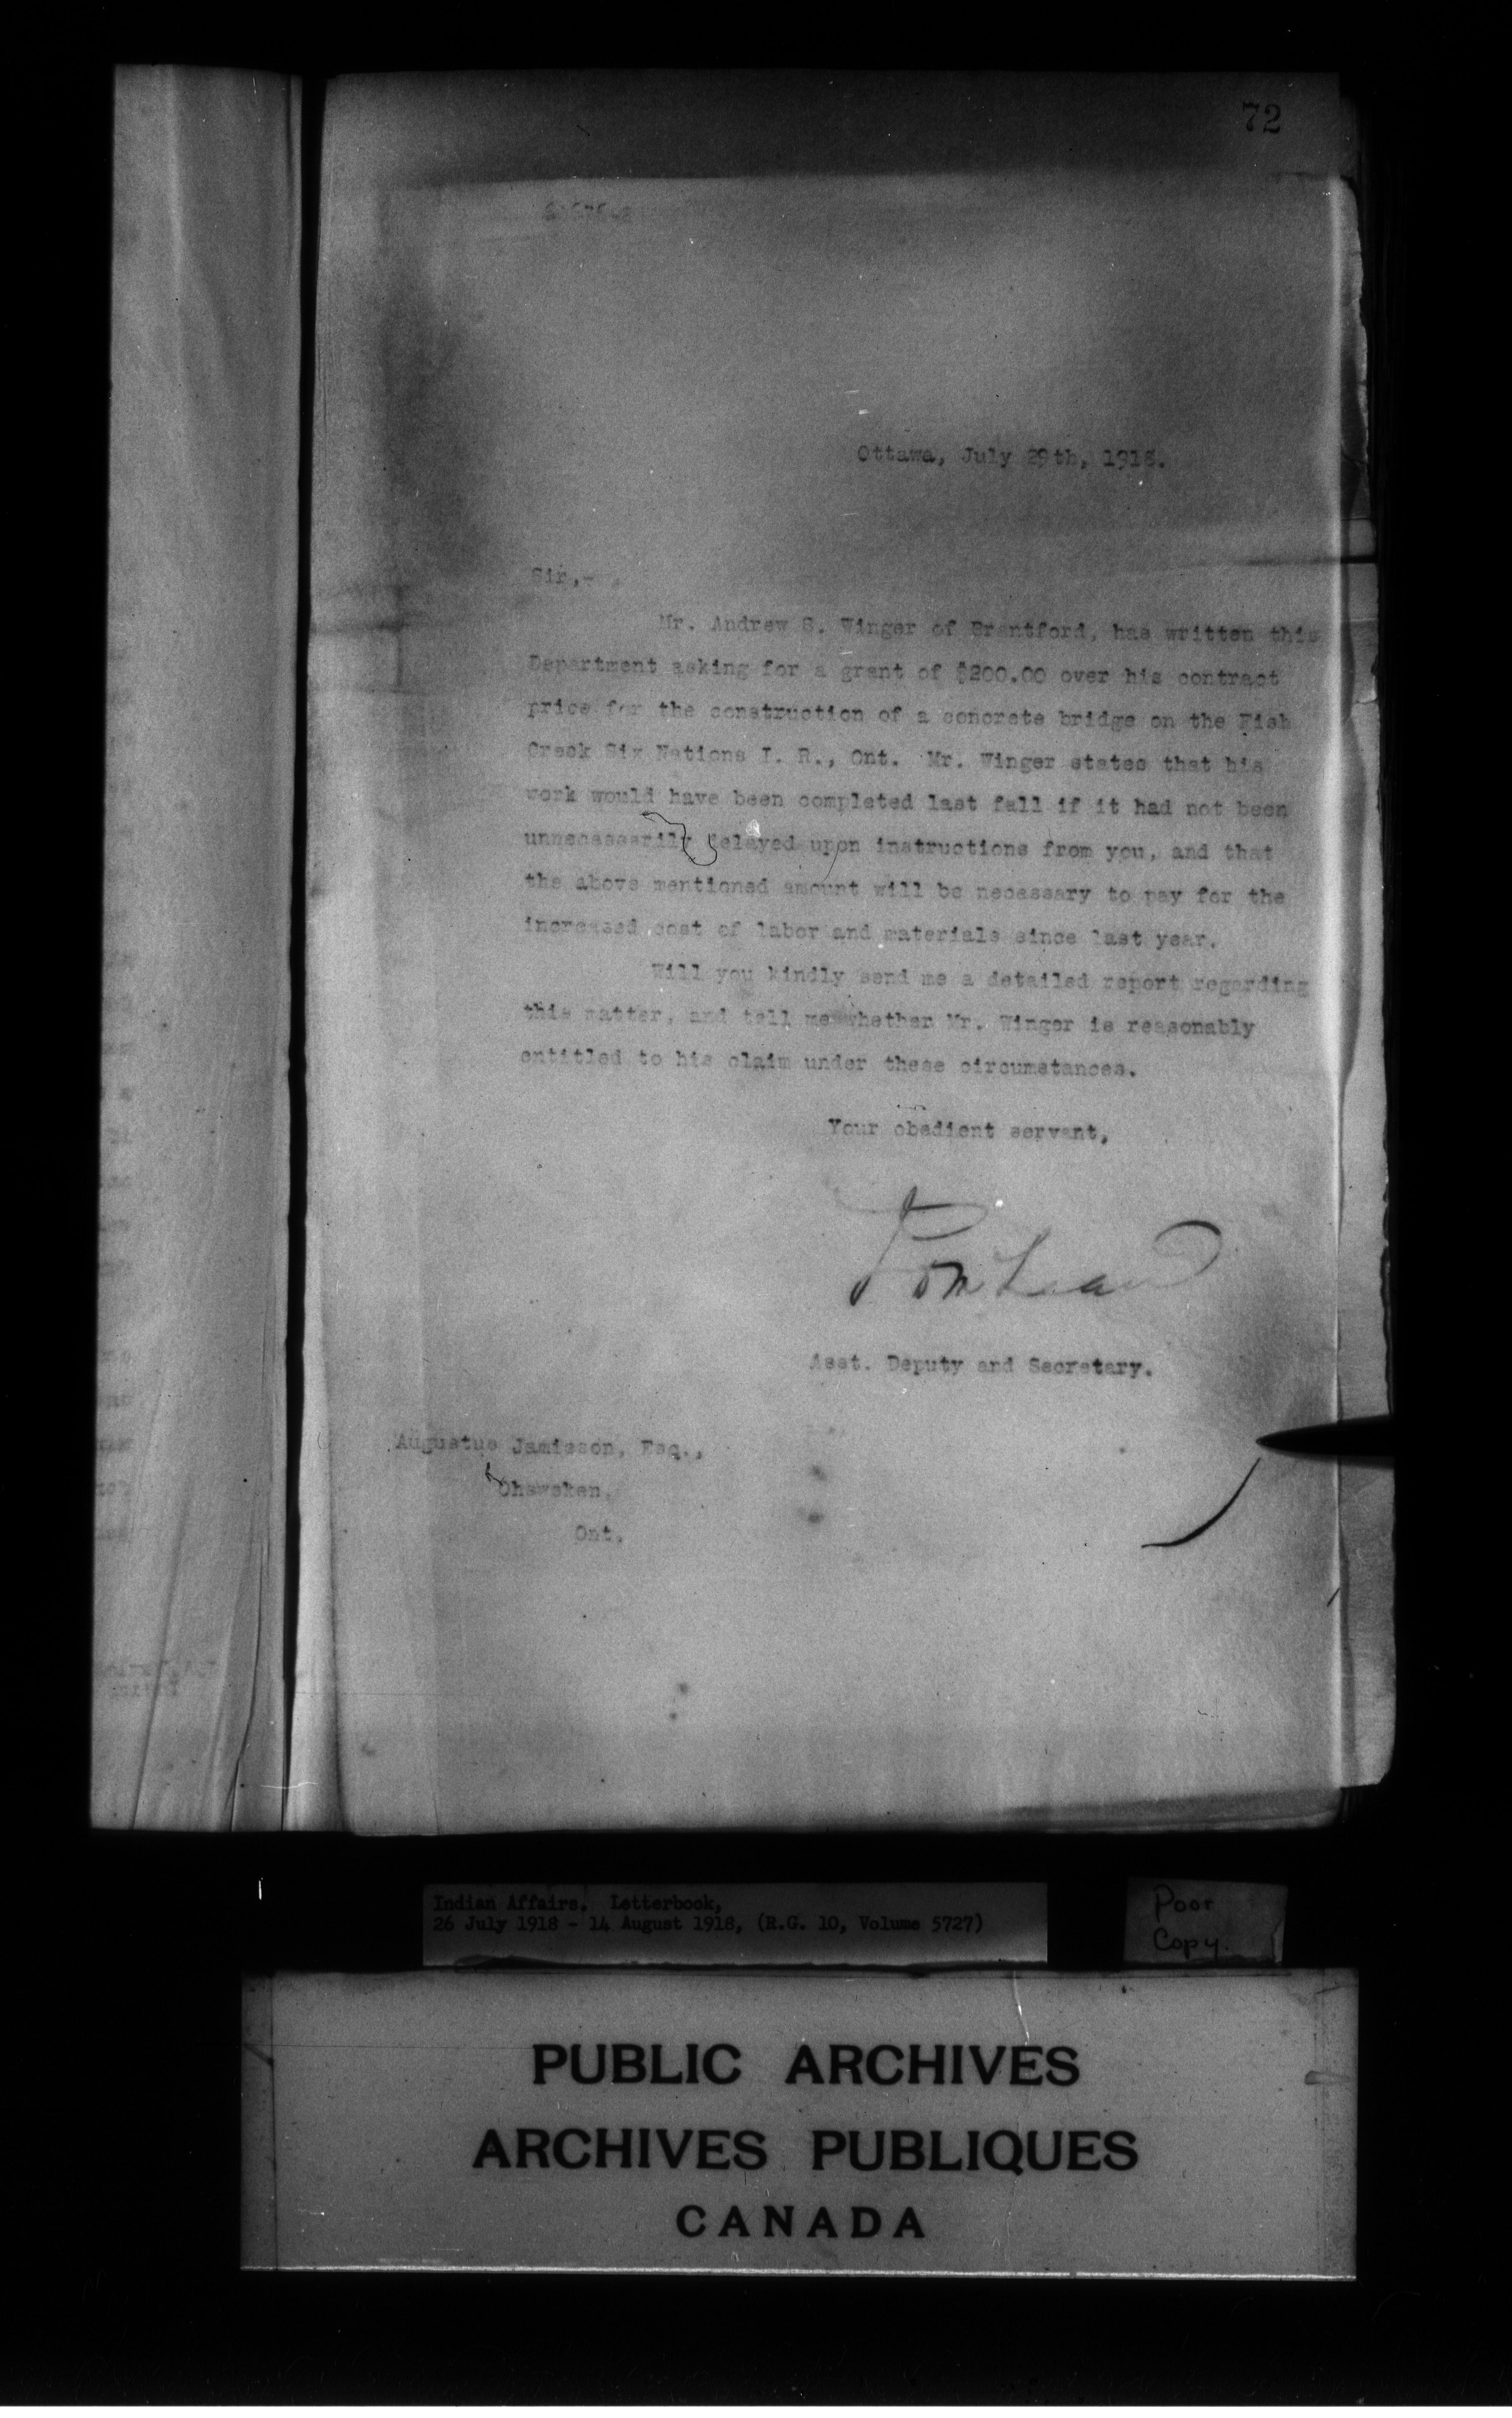 72
Ottawa, July 29th, 1918.
Sir,-
Mr. Andrew S. Winger of Brantford, has written this
Department asking for a grant of $200.00 over his contract
price for the construction of a concrete bridge on the Fish
Creek Six Nations I. R., Ont. Mr. Winger states that his
work would have been completed last fall if it had not been
unnecessarily delayed upon instructions from you, and that
the above mentioned amount will be necessary to pay for the
increased cost of labor and materials since last year.
Will you kindly send me a detailed report regarding
this matter, and tell me whether Mr. Winger is reasonably
entitled to his claim under these circumstances.
Your obedient servant,
Asst. Deputy and Secretary.
Augustus Jamieson, Esq.,
Ohsweken,
Ont.
Indian Affairs. Letterbook,
26 July 1918 - 14 August 1918, (R.G. 10, Volume 5727)
Poor
Copy.
PUBLIC ARCHIVES
ARCHIVES PUBLIQUES
CANADA